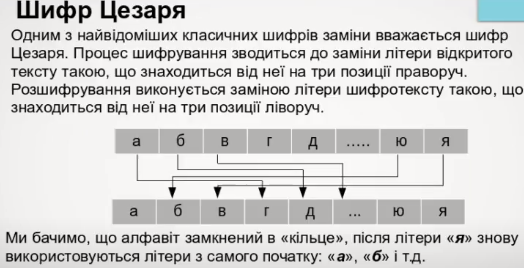 Шифр Цезаря
Одним з найвідоміших класичних шифрів заміни вважається шифр
Цезаря. Процес шифрування зводиться до заміни літери відкритого
тексту такою, що знаходиться від неї на три позиції праворуч.
Розшифрування виконується заміною літери шифротексту такою, що
знаходиться від неї на три позиції ліворуч.
а б в г д ..... ю я
а б в г д ... ю я
Ми бачимо, що алфавіт замкнений в «кільце», після літери «я» знову
використовуються літери з самого початку: «а», «б» і т.д.